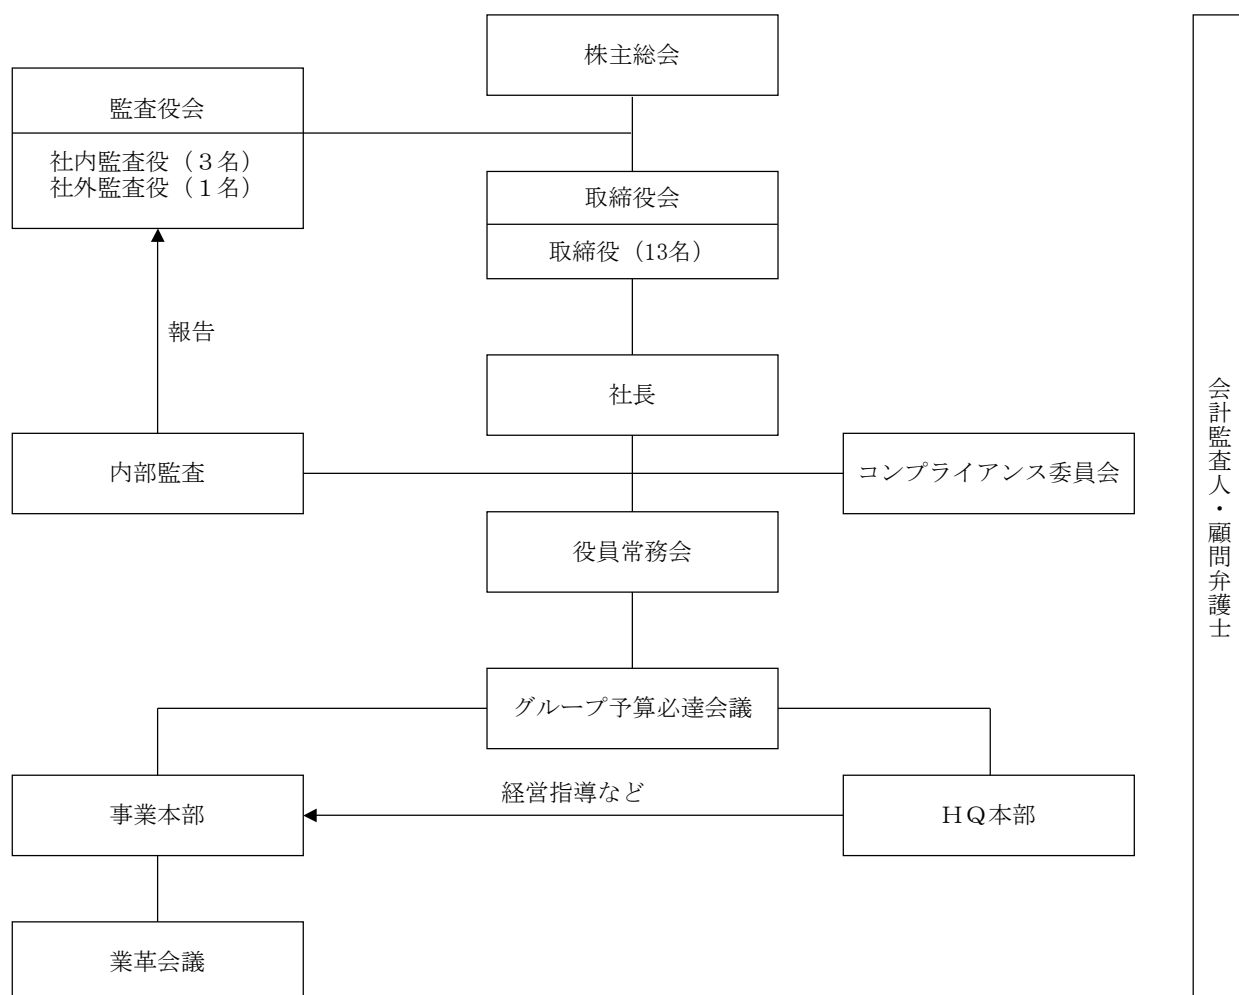 株主総会
監査役会
社内監査役（３名）
社外監査役（１名）
取締役会
取締役（13名）
報告
社長
内部監査
コンプライアンス委員会
役員常務会
グループ予算必達会議
事業本部
経営指導など
ＨＱ本部
業革会議
会計監査人・顧問弁護士